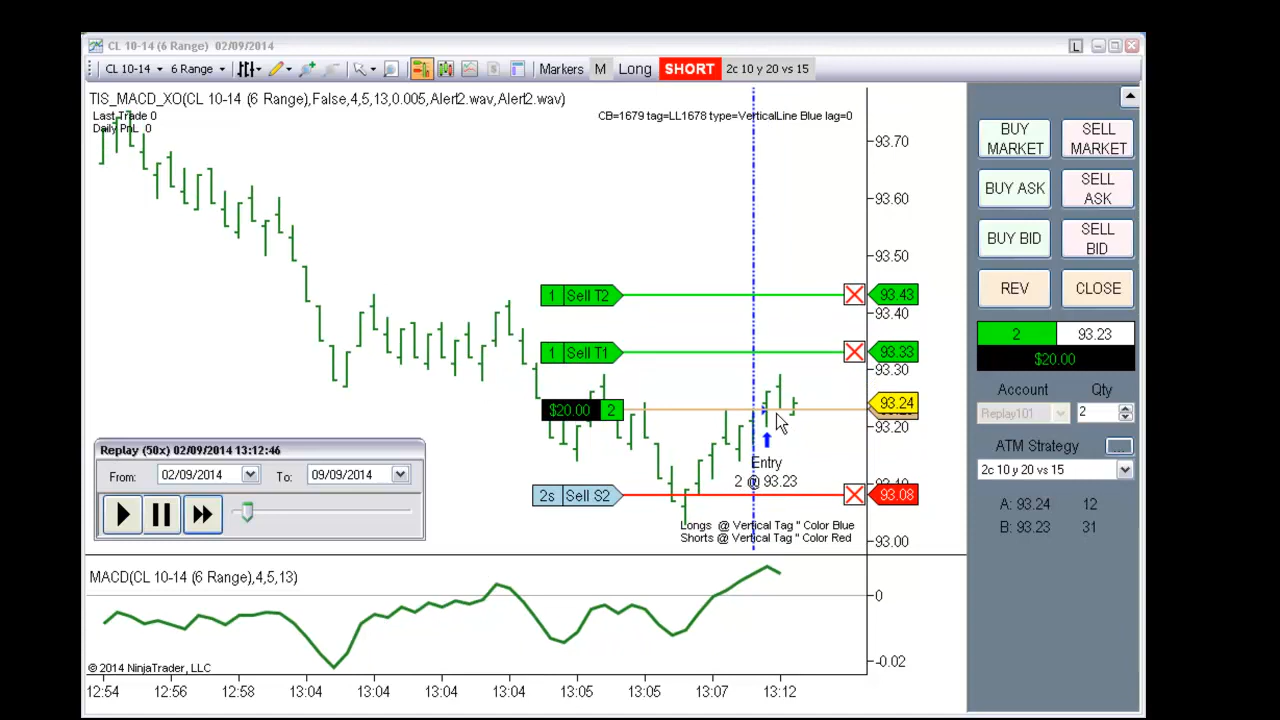 CL 10-14 (6 Range)  02/09/2014
L
CL 10-14 6 Range Markers M Long SHORT 2c 10 y 20 vs 15
TIS_MACD_XO(CL 10-14 (6 Range),False,4,5,13,0.005-Alert2.wav,Alert2.wav)
Last Trade 0
Daily PnL 0
CB=1679 tag=LL1678 type=VerticalLine Blue lag=0
93.70
93.60
93.50
93.40
93.30
93.20
93.00
1 Sell T2 93.43
1 Sell T1 93.33
$20.00 2 93.24
Entry
2 @ 93.23
2s Sell S2 93.08
Longs @ Vertical Tag " Color Blue
Shorts @ Vertical Tag " Color Red
Replay (50x) 02/09/2014 13:12:46
From: 02/09/2014 To: 09/09/2014
MACD(CL 10-14 (6 Range),4,5,13)
0
-0.02
© 2014 NinjaTrader, LLC
12:54 12:56 12:58 13:04 13:04 13:04 13:04 13:05 13:05 13:07 13:12
BUY MARKET
SELL MARKET
BUY ASK
SELL ASK
BUY BID
SELL BID
REV
CLOSE
2 93.23
$20.00
Account Qty
Replay101 2
ATM Strategy ...
2c 10 y 20 vs 15
A: 93.24 12
B: 93.23 31